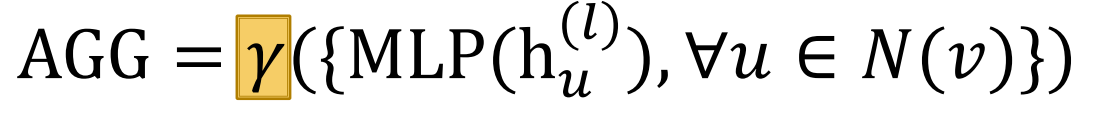 AGG = γ({MLP(h_u^(l)), ∀u ∈ N(v)})